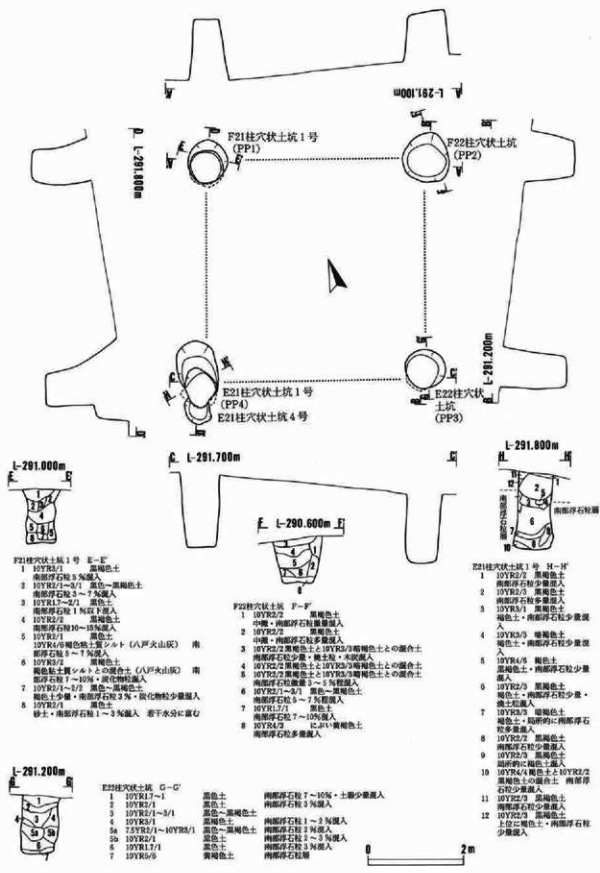 L-291.100m
A
A'
L-291.800m
F21柱穴状土坑1号
(PP1)
F22柱穴状土坑
(PP2)
L-291.200m
E21柱穴状土坑1号
(PP4)
E21柱穴状土坑4号
E22柱穴状
土坑
(PP3)
L-291.000m
E
E'
C
L-291.700m
C'
L-291.800m
H
H'
F
L-290.600m
F'
南部浮石粒層
南部浮石粒層
F21柱穴状土坑1号 E-E'
1 10YR3/1 黒褐色土
南部浮石粒5%混入
2 10YR2/1~3/1 黒色~黒褐色土
南部浮石粒3~7%混入
3 10YR1.7~2/1 黒色土
南部浮石粒1%以下混入
4 10YR2/2 黒褐色土
南部浮石粒10~15%混入
5 10YR2/1 黒色土
10YR4/6褐色粘土質シルト(八戸火山灰) 南
部浮石粒5~7%混入
6 10YR3/2 黒褐色土
褐色粘土質シルトとの混合土(八戸火山灰) 南
部浮石粒7~10%・炭化物粒混入
7 10YR2/1~2/2 黒色~黒褐色土
褐色土少量・南部浮石粒3%・炭化物粒少量混入
8 10YR2/1 黒色土
砂土・南部浮石粒1~3%混入 若干水分に富む
F22柱穴状土坑 F-F'
1 10YR2/2 黒褐色土
中礫・南部浮石粒微量混入
2 10YR2/2 黒褐色土
中礫・南部浮石粒多量混入
3 10YR2/2黒褐色土と10YR3/3暗褐色土との混合土
南部浮石粒少量・焼土粒・木炭混入
4 10YR2/2黒褐色土と10YR3/3暗褐色土との混合土
5 10YR2/2黒褐色土と10YR3/3暗褐色土との混合土
南部浮石粒微量3~5%程混入
6 10YR2/1~3/1 黒色~黒褐色土
南部浮石粒5~7%程混入
7 10YR1.7/1 黒色土
南部浮石粒7~10%混入
8 10YR4/3 にぶい黄褐色土
南部浮石粒多量混入
E21柱穴状土坑1号 H-H'
1 10YR2/2 黒褐色土
南部浮石粒少量混入
2 10YR2/3 黒褐色土
南部浮石粒多量混入
3 10YR3/1 黒褐色土
褐色土・南部浮石粒少量混
入
4 10YR3/3 暗褐色土
褐色土・南部浮石粒少量混
入
5 10YR4/6 褐色土
黒褐色土・南部浮石粒少
量混入
6 10YR2/3 黒褐色土
褐色土・南部浮石粒少量・
焼土粒混入
7 10YR3/3 暗褐色土
褐色土・局所的に南部浮石
粒多量混入
8 10YR2/2 黒褐色土
南部浮石粒少量混入
9 10YR2/3 黒褐色土
局所的に褐色土混入
10 10YR4/4褐色土と10YR2/2
黒褐色土の混合土 南部浮
石粒少量混入
11 10YR2/3 黒褐色土
南部浮石粒少量混入
12 10YR2/3 黒褐色土
上位に褐色土・南部浮石粒
少量混入
L-291.200m
G
G'
E22柱穴状土坑 G-G'
1 10YR1.7~1 黒色土 南部浮石粒7~10%・土器少量混入
2 10YR2/1 黒色土 南部浮石粒3%混入
3 10YR2/1~3/1 黒色~黒褐色土
4 10YR3/1 黒褐色土 南部浮石粒1~2%混入
5a 7.5YR2/1~10YR3/1 黒色~黒褐色土 南部浮石粒2%混入
5b 10YR2/1 黒色土 南部浮石粒2~3%混入
6 10YR1.7/1 黒色土 南部浮石粒3%混入
7 10YR5/6 黄褐色土 南部浮石粒層
0 2m